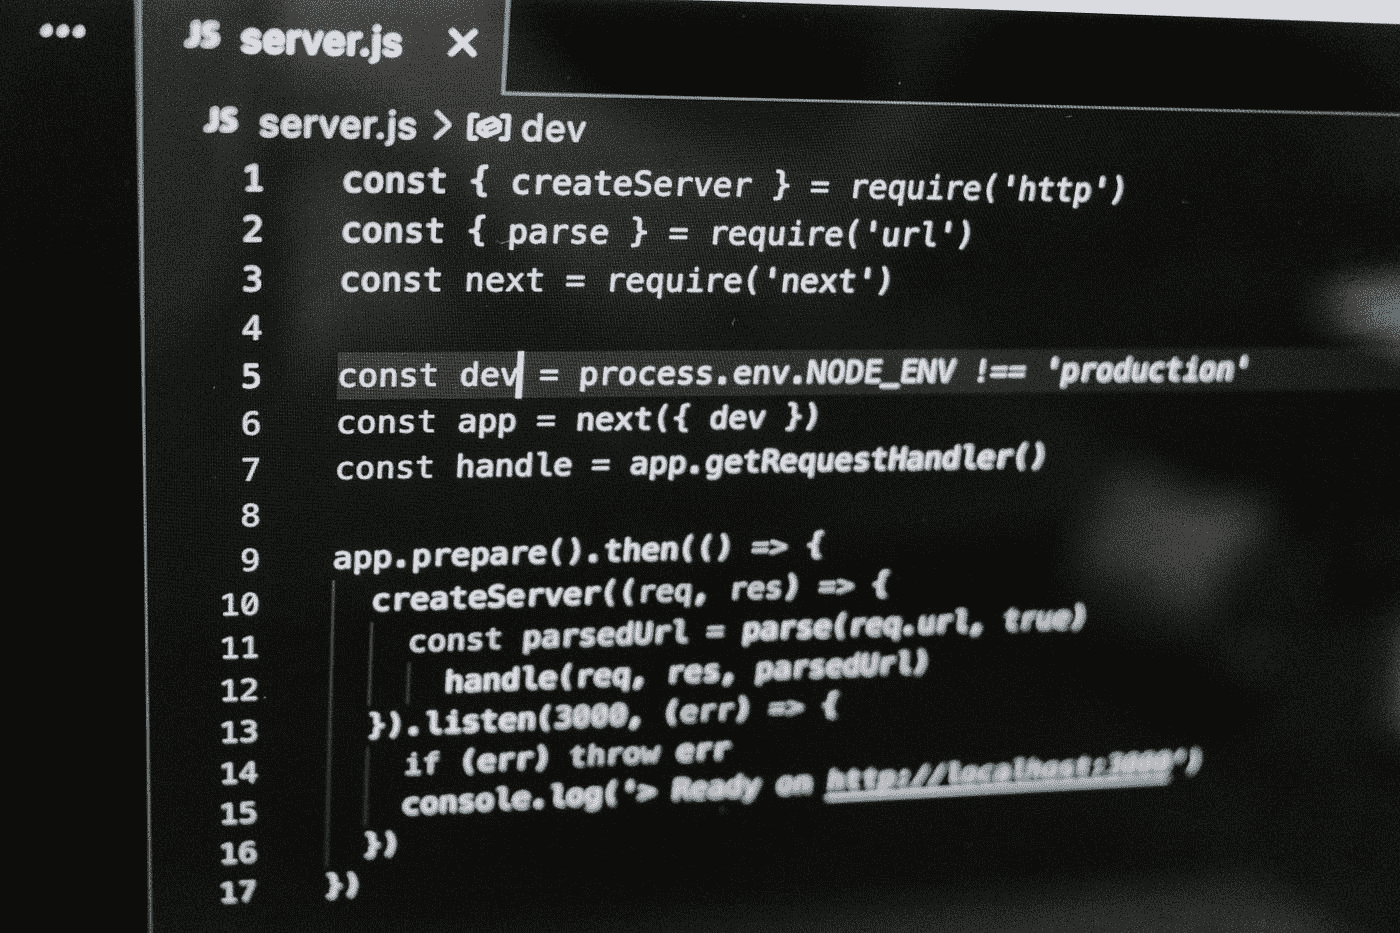 JS server.js ×
JS server.js > dev
1 const { createServer } = require('http')
2 const { parse } = require('url')
3 const next = require('next')
4
5 const dev = process.env.NODE_ENV !== 'production'
6 const app = next({ dev })
7 const handle = app.getRequestHandler()
8
9 app.prepare().then(() => {
10 createServer((req, res) => {
11 const parsedUrl = parse(req.url, true)
12 handle(req, res, parsedUrl)
13 }).listen(3000, (err) => {
14 if (err) throw err
15 console.log('> Ready on http://localhost:3000')
16 })
17 })